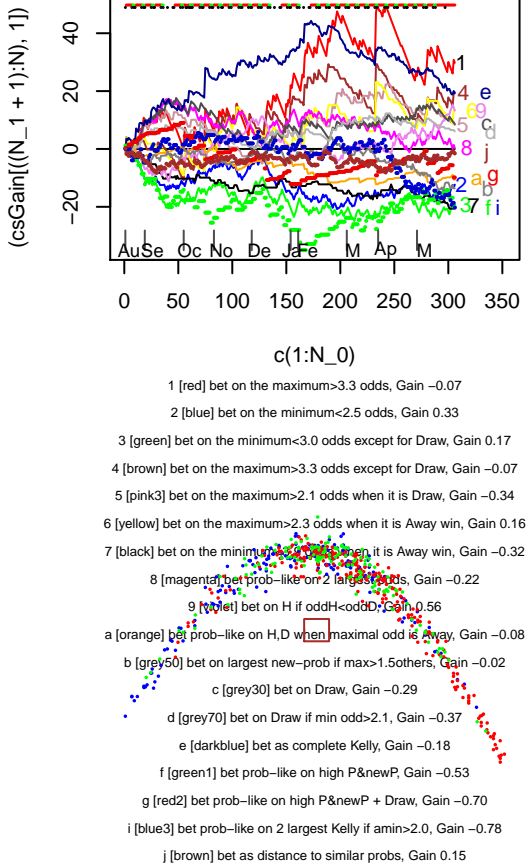 (csGain[((N_1 + 1):N), 1])
40
20
0
−20
1
4 e
6 9
5 c
d
8
j
a g
2 b
3
7 f i
Au Se Oc No De Ja Fe M Ap M
0 50 100 150 200 250 300 350
c(1:N_0)
1 [red] bet on the maximum>3.3 odds, Gain −0.07
2 [blue] bet on the minimum<2.5 odds, Gain 0.33
3 [green] bet on the minimum<3.0 odds except for Draw, Gain 0.17
4 [brown] bet on the maximum>3.3 odds except for Draw, Gain −0.07
5 [pink3] bet on the maximum>2.1 odds when it is Draw, Gain −0.34
6 [yellow] bet on the maximum>2.3 odds when it is Away win, Gain 0.16
7 [black] bet on the minimum when it is Away win, Gain −0.32
8 [magenta] bet prob−like on 2 largest odds, Gain −0.22
9 [violet] bet on H if oddH<oddD, Gain 0.56
a [orange] bet prob−like on H,D when maximal odd is Away, Gain −0.08
b [grey50] bet on largest new−prob if max>1.5others, Gain −0.02
c [grey30] bet on Draw, Gain −0.29
d [grey70] bet on Draw if min odd>2.1, Gain −0.37
e [darkblue] bet as complete Kelly, Gain −0.18
f [green1] bet prob−like on high P&newP, Gain −0.53
g [red2] bet prob−like on high P&newP + Draw, Gain −0.70
i [blue3] bet prob−like on 2 largest Kelly if amin>2.0, Gain −0.78
j [brown] bet as distance to similar probs, Gain 0.15